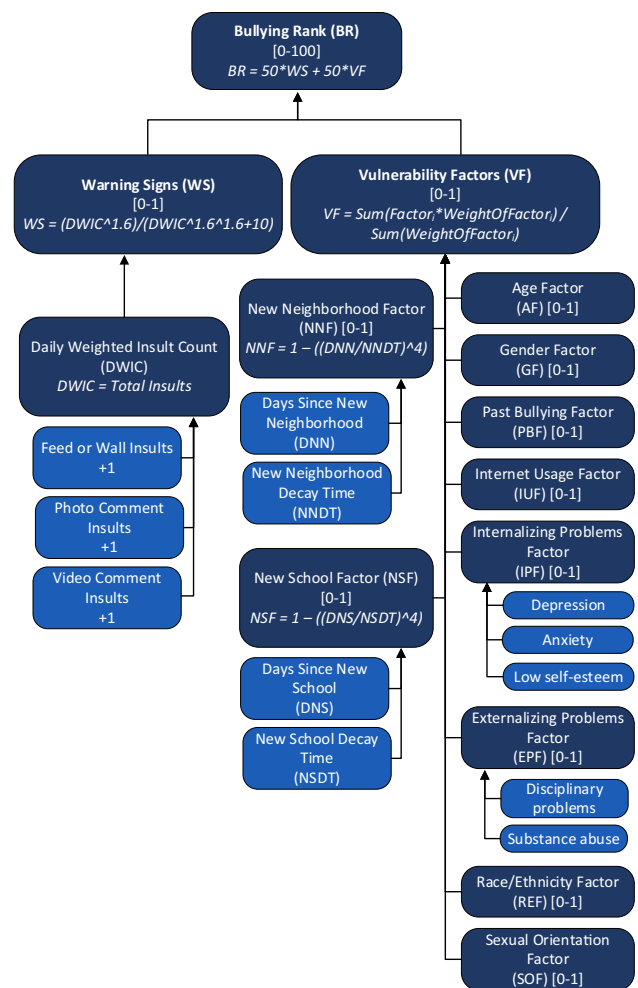 Bullying Rank (BR)
[0-100]
BR = 50*WS + 50*VF
Warning Signs (WS)
[0-1]
WS = (DWIC^1.6)/(DWIC^1.6^1.6+10)
Vulnerability Factors (VF)
[0-1]
VF = Sum(Factorᵢ*WeightOfFactorᵢ) /
Sum(WeightOfFactorᵢ)
Daily Weighted Insult Count
(DWIC)
DWIC = Total Insults
Feed or Wall Insults
+1
Photo Comment
Insults
+1
Video Comment
Insults
+1
New Neighborhood Factor
(NNF) [0-1]
NNF = 1 – ((DNN/NNDT)^4)
Days Since New
Neighborhood
(DNN)
New Neighborhood
Decay Time
(NNDT)
New School Factor (NSF)
[0-1]
NSF = 1 – ((DNS/NSDT)^4)
Days Since New
School
(DNS)
New School Decay
Time
(NSDT)
Age Factor
(AF) [0-1]
Gender Factor
(GF) [0-1]
Past Bullying Factor
(PBF) [0-1]
Internet Usage Factor
(IUF) [0-1]
Internalizing Problems
Factor
(IPF) [0-1]
Depression
Anxiety
Low self-esteem
Externalizing Problems
Factor
(EPF) [0-1]
Disciplinary
problems
Substance abuse
Race/Ethnicity Factor
(REF) [0-1]
Sexual Orientation
Factor
(SOF) [0-1]